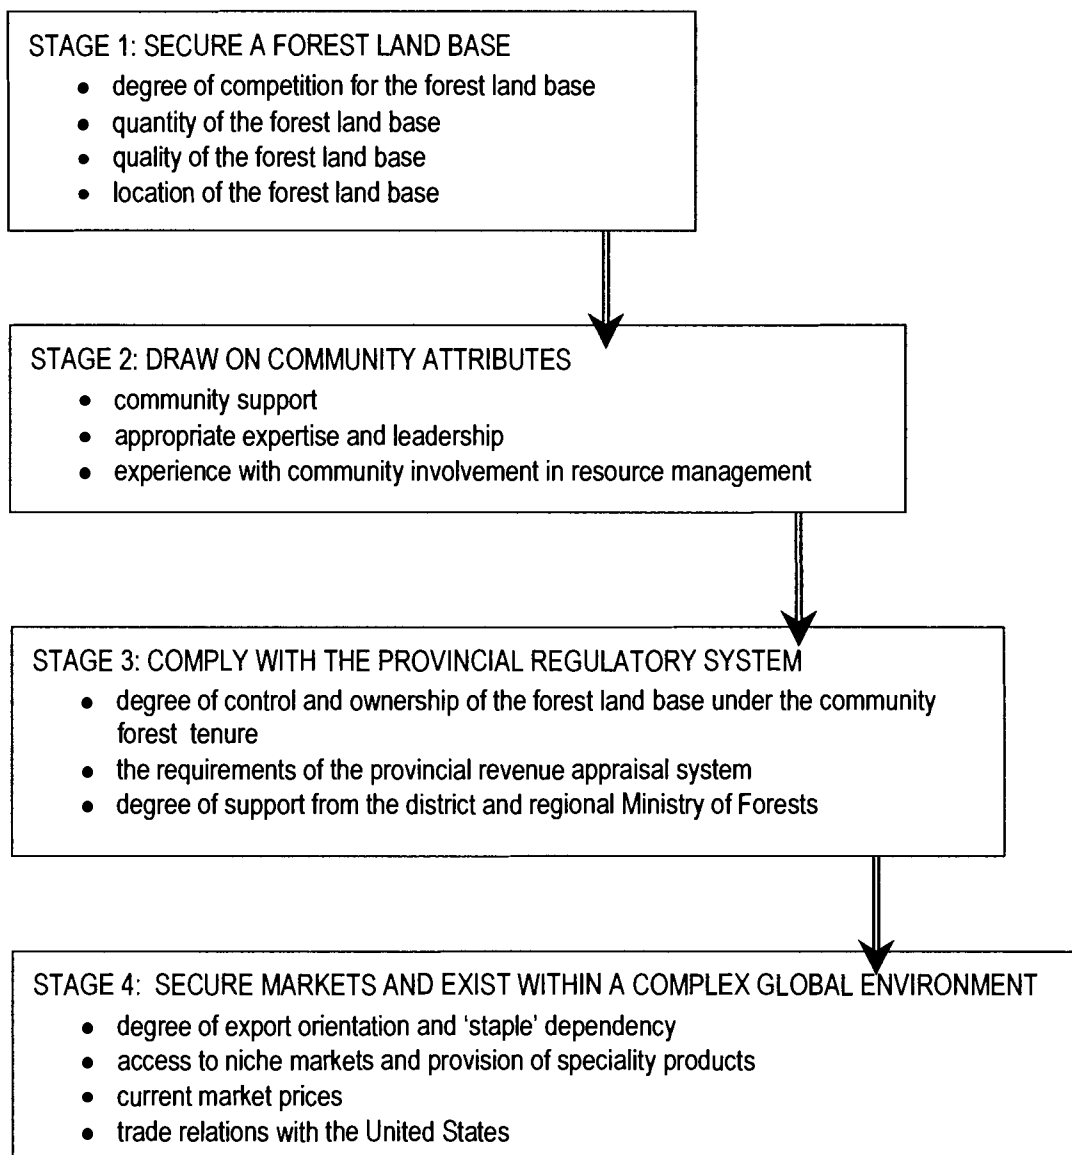 STAGE 1: SECURE A FOREST LAND BASE
• degree of competition for the forest land base
• quantity of the forest land base
• quality of the forest land base
• location of the forest land base
STAGE 2: DRAW ON COMMUNITY ATTRIBUTES
• community support
• appropriate expertise and leadership
• experience with community involvement in resource management
STAGE 3: COMPLY WITH THE PROVINCIAL REGULATORY SYSTEM
• degree of control and ownership of the forest land base under the community
forest tenure
• the requirements of the provincial revenue appraisal system
• degree of support from the district and regional Ministry of Forests
STAGE 4: SECURE MARKETS AND EXIST WITHIN A COMPLEX GLOBAL ENVIRONMENT
• degree of export orientation and ‘staple’ dependency
• access to niche markets and provision of speciality products
• current market prices
• trade relations with the United States